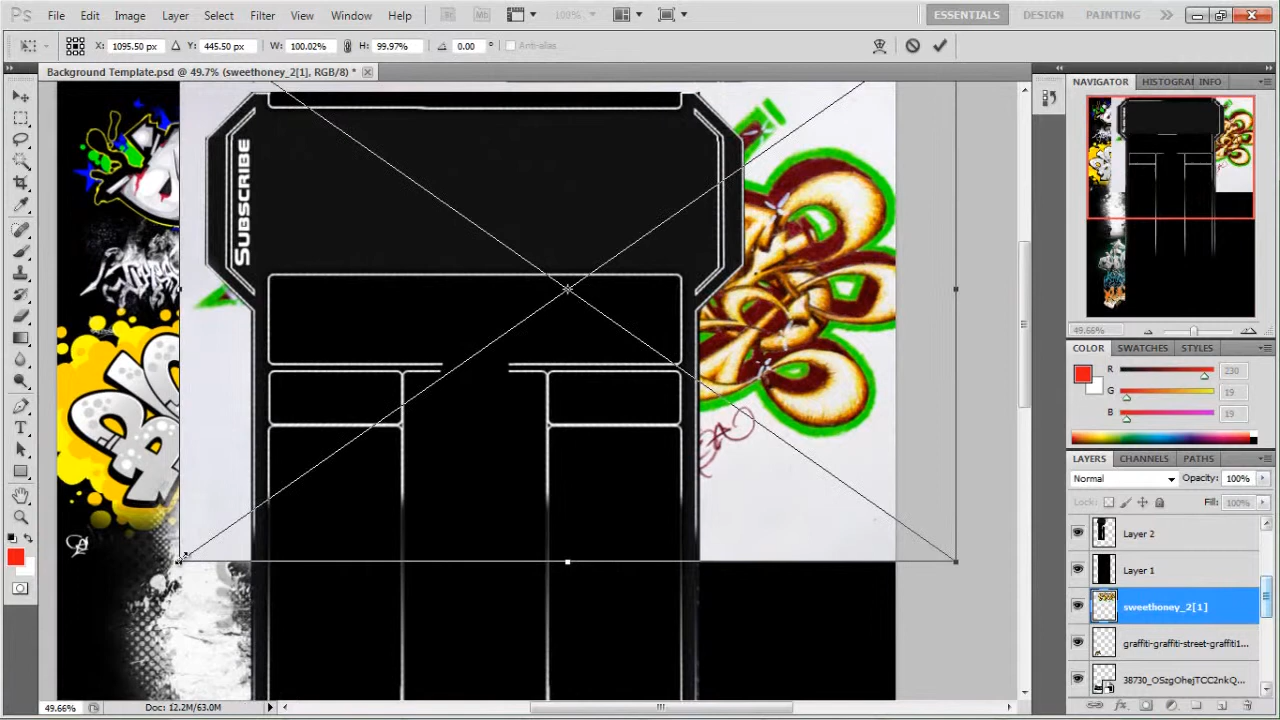 Ps File Edit Image Layer Select Filter View Window Help Br Mb 100% ESSENTIALS DESIGN PAINTING
X: 1095.50 px Y: 445.50 px W: 100.02% H: 99.97% 0.00 ° Anti-alias
Background Template.psd @ 49.7% (sweethoney_2[1], RGB/8) *
NAVIGATOR HISTOGRAM INFO
SUBSCRIBE
49.66%
COLOR SWATCHES STYLES
R 230
G 19
B 19
LAYERS CHANNELS PATHS
Normal Opacity: 100%
Lock: Fill: 100%
Layer 2
Layer 1
sweethoney_2[1]
graffiti-graffiti-street-graffiti1...
38730_OSzgOhejTCC2nkQ...
49.66% Doc: 12.2M/63.0M